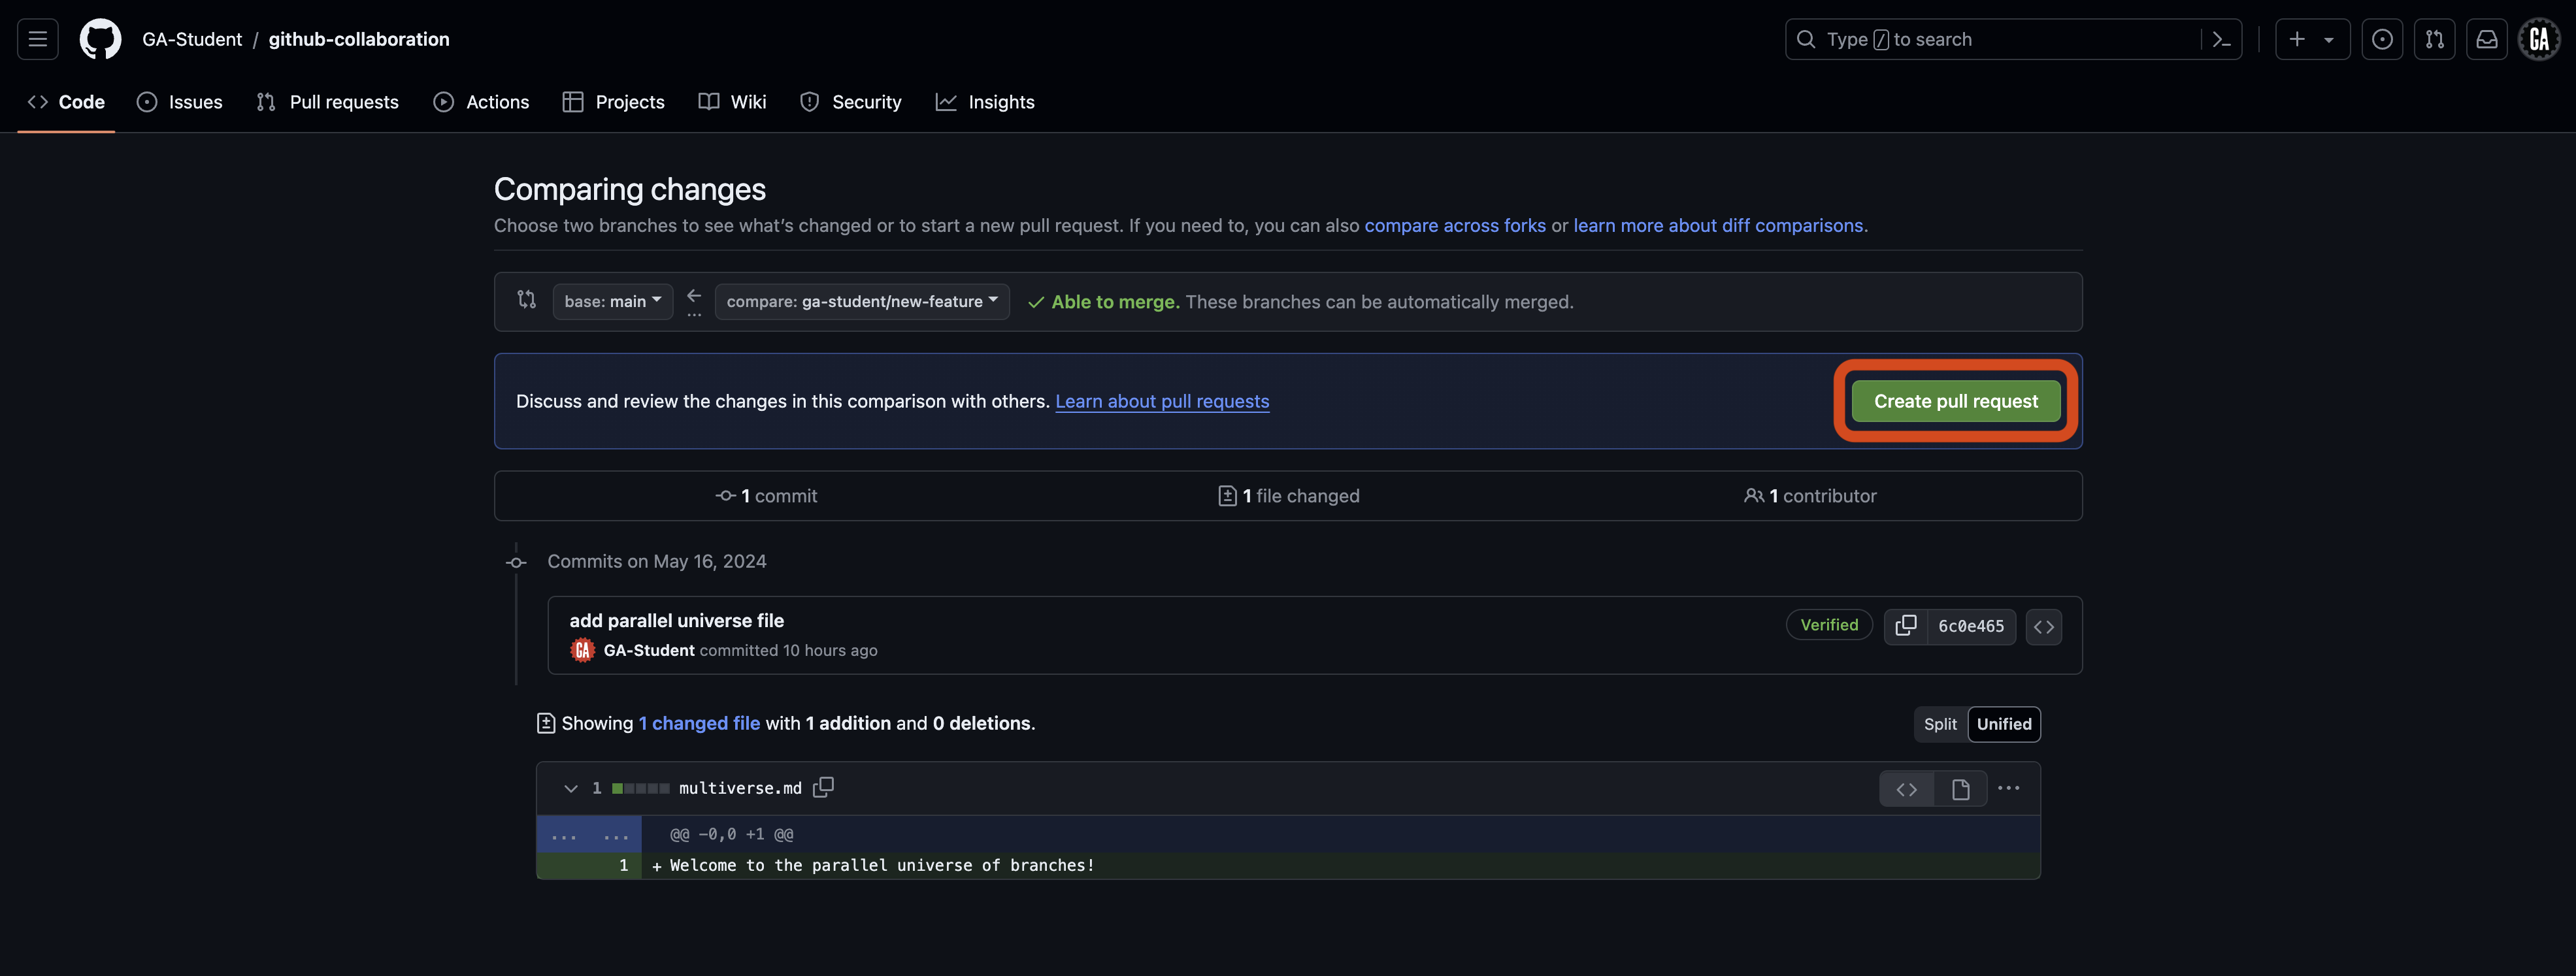 GA-Student / github-collaboration
Type / to search
GA
Code Issues Pull requests Actions Projects Wiki Security Insights
Comparing changes
Choose two branches to see what's changed or to start a new pull request. If you need to, you can also compare across forks or learn more about diff comparisons.
base: main compare: ga-student/new-feature Able to merge. These branches can be automatically merged.
Discuss and review the changes in this comparison with others. Learn about pull requests
Create pull request
1 commit 1 file changed 1 contributor
Commits on May 16, 2024
add parallel universe file
GA GA-Student committed 10 hours ago
Verified 6c0e465
Showing 1 changed file with 1 addition and 0 deletions.
Split Unified
1 multiverse.md
... ... @@ -0,0 +1 @@
1 + Welcome to the parallel universe of branches!